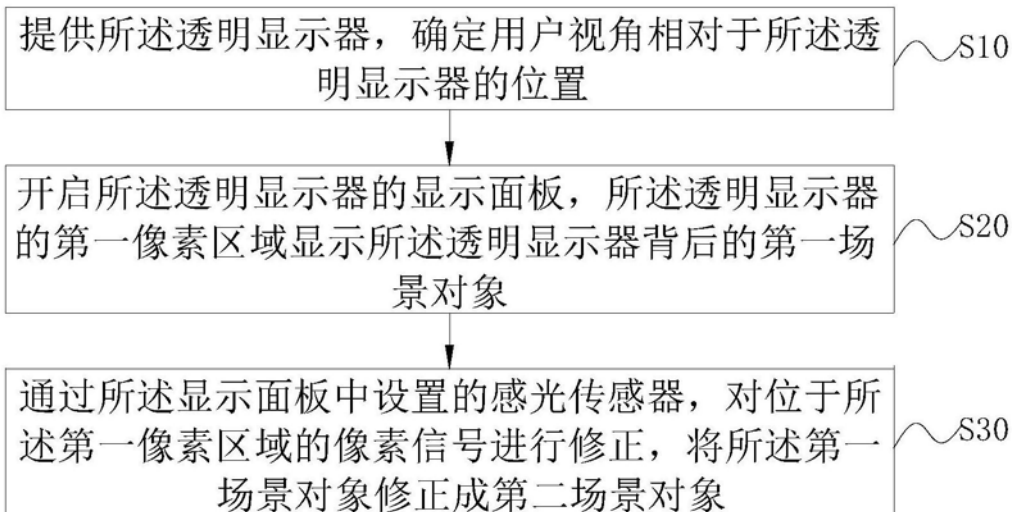 提供所述透明显示器，确定用户视角相对于所述透
明显示器的位置
S10
开启所述透明显示器的显示面板，所述透明显示器
的第一像素区域显示所述透明显示器背后的第一场
景对象
S20
通过所述显示面板中设置的感光传感器，对位于所
述第一像素区域的像素信号进行修正，将所述第一
场景对象修正成第二场景对象
S30